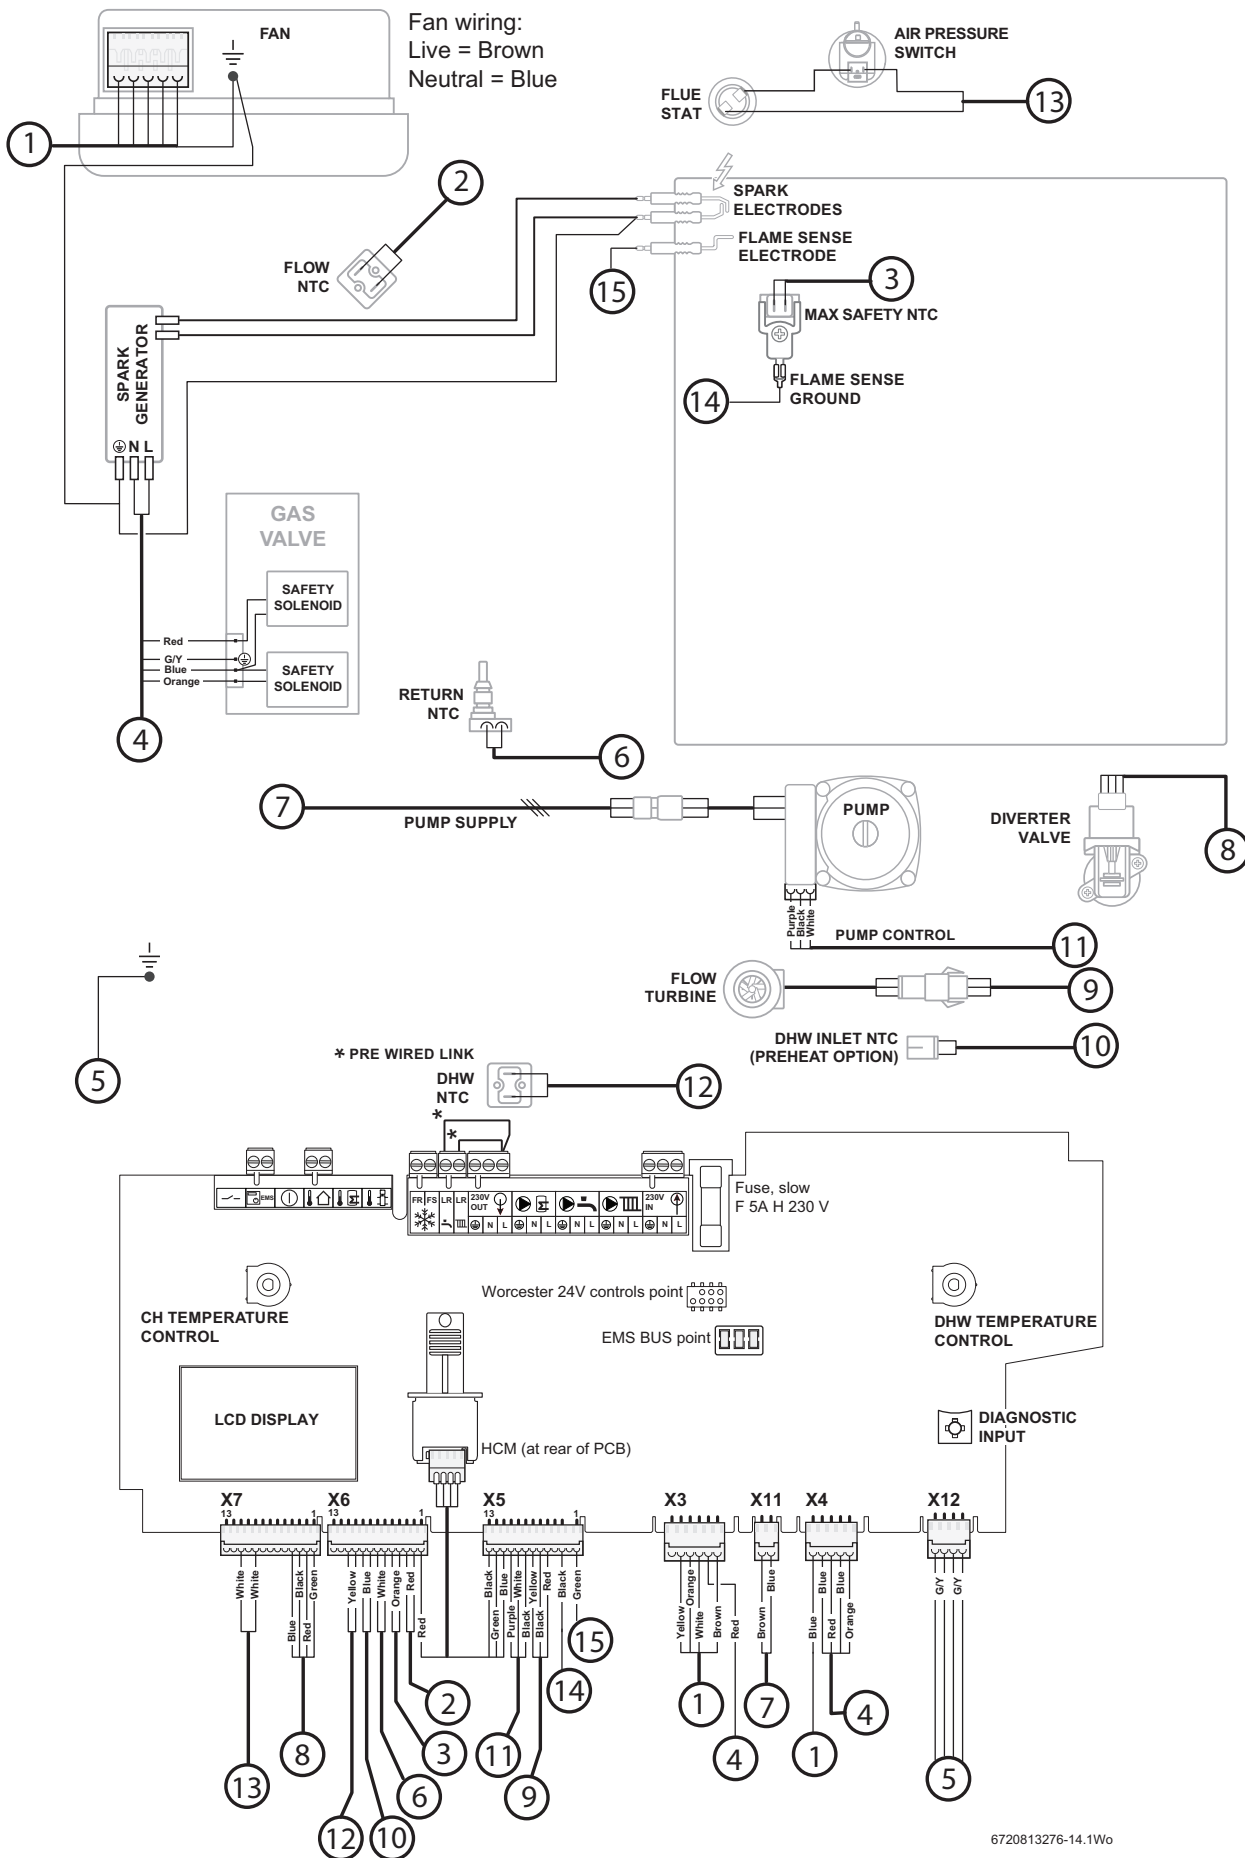 FAN
Fan wiring:
Live = Brown
Neutral = Blue
AIR PRESSURE
SWITCH
FLUE
STAT
13
1
2
SPARK
ELECTRODES
FLAME SENSE
ELECTRODE
FLOW
NTC
15
3
MAX SAFETY NTC
SPARK
GENERATOR
FLAME SENSE
GROUND
14
N L
GAS
VALVE
SAFETY
SOLENOID
Red
G/Y
Blue
Orange
SAFETY
SOLENOID
4
RETURN
NTC
6
7
PUMP SUPPLY
PUMP
DIVERTER
VALVE
8
Purple
Black
White
PUMP CONTROL
11
FLOW
TURBINE
9
DHW INLET NTC
(PREHEAT OPTION)
10
5
* PRE WIRED LINK
DHW
NTC
12
*
*
EMS
FR FS LR LR 230V
OUT
230V
IN
N L N L N L N L N L
Fuse, slow
F 5A H 230 V
Worcester 24V controls point
EMS BUS point
CH TEMPERATURE
CONTROL
DHW TEMPERATURE
CONTROL
LCD DISPLAY
HCM (at rear of PCB)
DIAGNOSTIC
INPUT
X7
13 1
X6
13 1
X5
13 1
X3
X11
X4
X12
White
White
Blue
Black
Red
Green
Yellow
Blue
White
Orange
Red
Red
Black
Green
Blue
Purple
White
Black
Yellow
Black
Red
Black
Green
Yellow
Orange
White
Brown
Red
Brown
Blue
Blue
Blue
Red
Blue
Orange
G/Y
G/Y
15
14
2
1
7
4
8
3
11
4
1
5
13
6
9
12
10
6720813276-14.1Wo